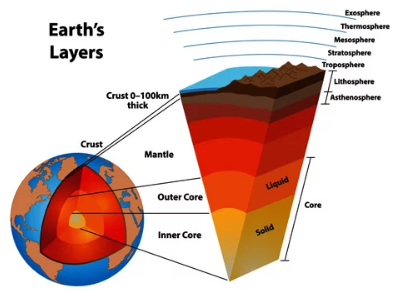 Earth's
Layers
Exosphere
Thermosphere
Mesosphere
Stratosphere
Troposphere
Lithosphere
Asthenosphere
Crust 0–100km
thick
Crust
Mantle
Outer Core
Liquid
Core
Inner Core
Solid